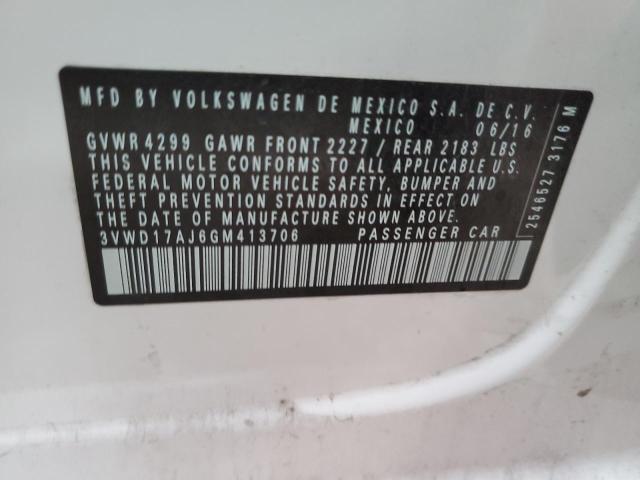 MFD BY VOLKSWAGEN DE MEXICO S.A. DE C.V.
MEXICO 06/16
GVWR 4299 GAWR FRONT 2227 / REAR 2183 LBS
THIS VEHICLE CONFORMS TO ALL APPLICABLE U.S.
FEDERAL MOTOR VEHICLE SAFETY, BUMPER AND
THEFT PREVENTION STANDARDS IN EFFECT ON
THE DATE OF MANUFACTURE SHOWN ABOVE.
3VWD17AJ6GM413706 PASSENGER CAR
2546527 3176 M